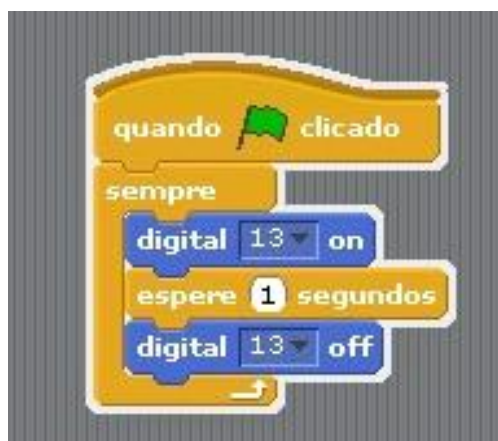 quando clicado
sempre
digital 13 on
espere 1 segundos
digital 13 off